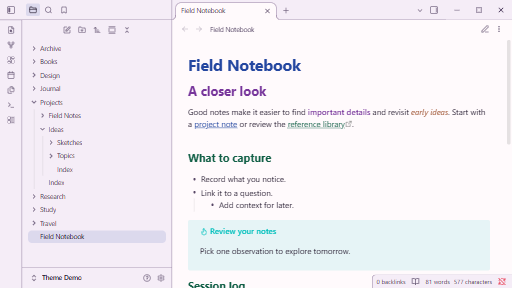 Field Notebook
Field Notebook
Archive
Books
Design
Journal
Projects
Field Notes
Ideas
Sketches
Topics
Index
Index
Research
Study
Travel
Field Notebook
Theme Demo
Field Notebook
A closer look
Good notes make it easier to find important details and revisit early ideas. Start with
a project note or review the reference library.
What to capture
Record what you notice.
Link it to a question.
Add context for later.
Review your notes
Pick one observation to explore tomorrow.
Session log
0 backlinks 81 words 577 characters